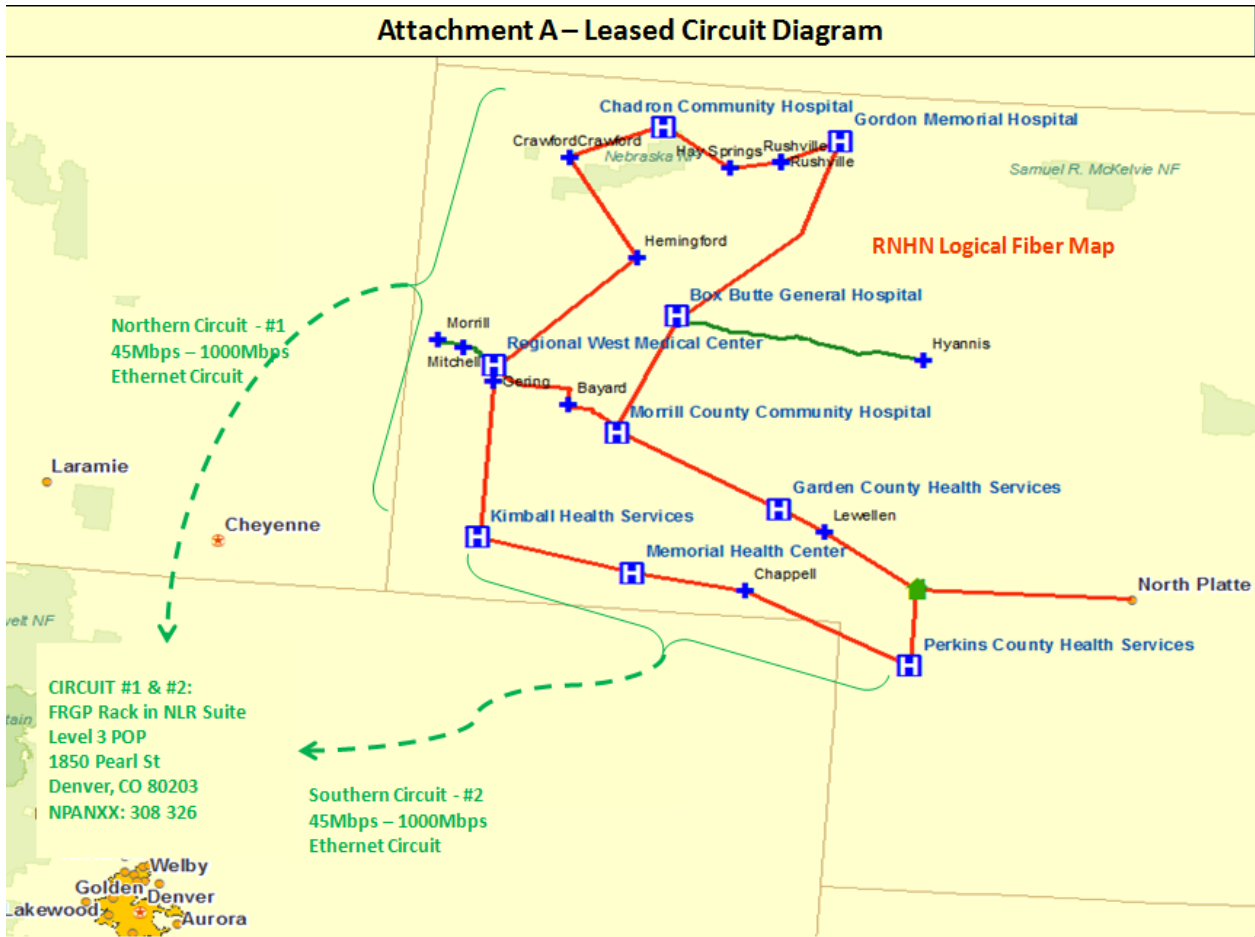 Attachment A – Leased Circuit Diagram
Chadron Community Hospital
Gordon Memorial Hospital
CrawfordCrawford
Nebraska NF
Hay Springs
Rushville
Rushville
Samuel R. McKelvie NF
Hemingford
RNHN Logical Fiber Map
Box Butte General Hospital
Northern Circuit - #1
45Mbps – 1000Mbps
Ethernet Circuit
Morrill
Mitchell
Regional West Medical Center
Gering
Hyannis
Bayard
Morrill County Community Hospital
Laramie
Cheyenne
Garden County Health Services
Lewellen
Kimball Health Services
Memorial Health Center
Chappell
North Platte
Perkins County Health Services
velt NF
CIRCUIT #1 & #2:
FRGP Rack in NLR Suite
Level 3 POP
1850 Pearl St
Denver, CO 80203
NPANXX: 308 326
tain
Southern Circuit - #2
45Mbps – 1000Mbps
Ethernet Circuit
Welby
Golden
Denver
Lakewood
Aurora